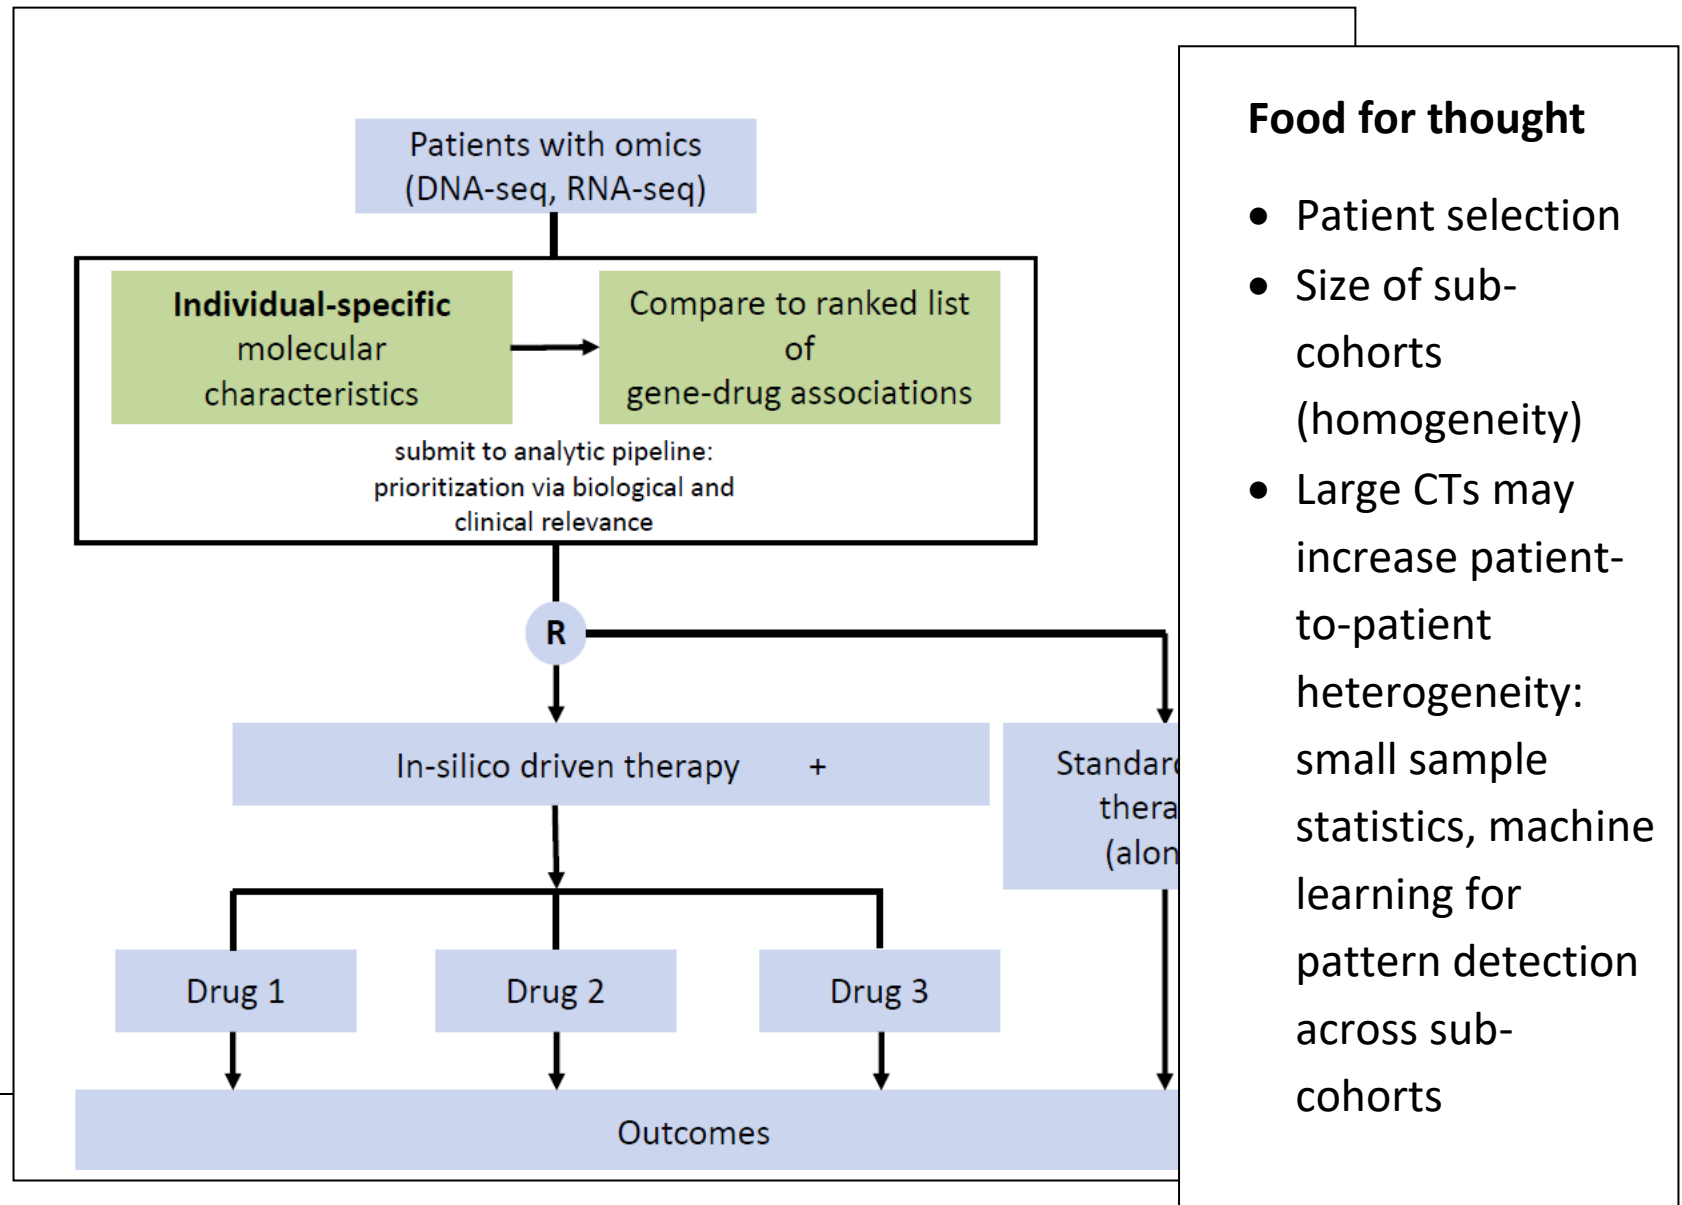 Patients with omics
(DNA-seq, RNA-seq)
Individual-specific
molecular
characteristics
Compare to ranked list
of
gene-drug associations
submit to analytic pipeline:
prioritization via biological and
clinical relevance
R
In-silico driven therapy +
Standard
thera
(alon
Drug 1
Drug 2
Drug 3
Outcomes
Food for thought
• Patient selection
• Size of sub-
cohorts
(homogeneity)
• Large CTs may
increase patient-
to-patient
heterogeneity:
small sample
statistics, machine
learning for
pattern detection
across sub-
cohorts